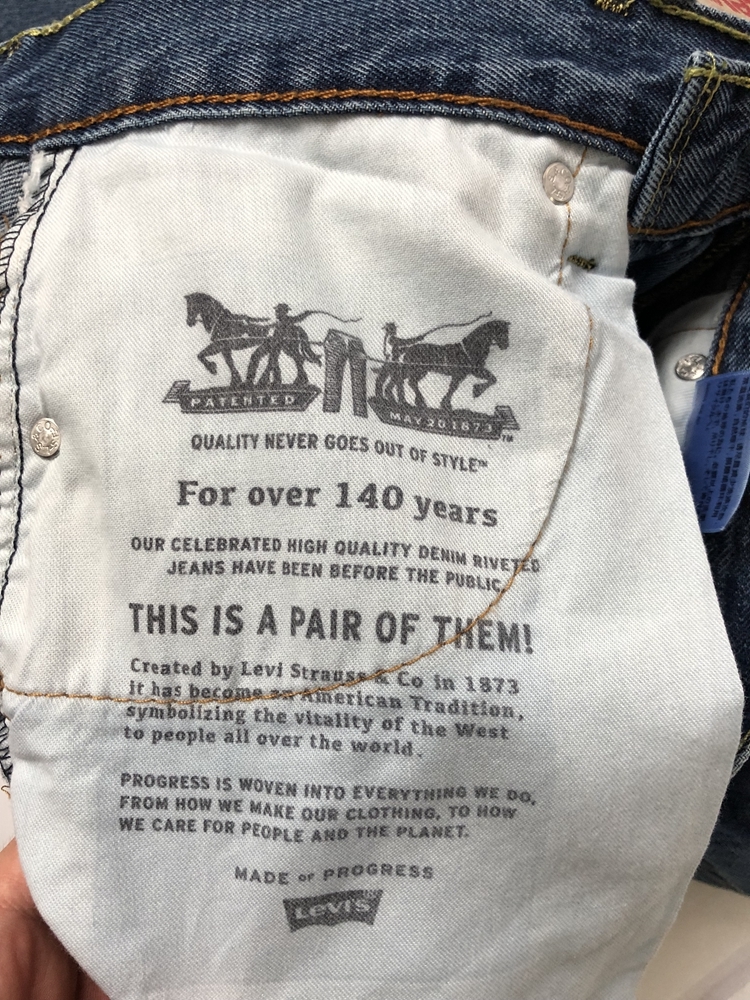 PATENTED
MAY 20 1873 ™
QUALITY NEVER GOES OUT OF STYLE™
For over 140 years
OUR CELEBRATED HIGH QUALITY DENIM RIVETED
JEANS HAVE BEEN BEFORE THE PUBLIC.
THIS IS A PAIR OF THEM!
Created by Levi Strauss & Co in 1873
it has become an American Tradition,
symbolizing the vitality of the West
to people all over the world.
PROGRESS IS WOVEN INTO EVERYTHING WE DO,
FROM HOW WE MAKE OUR CLOTHING, TO HOW
WE CARE FOR PEOPLE AND THE PLANET.
MADE OF PROGRESS
Levi's ®